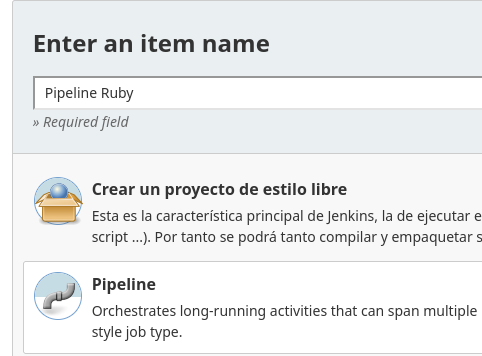 Enter an item name
Pipeline Ruby
» Required field
Crear un proyecto de estilo libre
Esta es la característica principal de Jenkins, la de ejecutar e
script ...). Por tanto se podrá tanto compilar y empaquetar s
Pipeline
Orchestrates long-running activities that can span multiple
style job type.